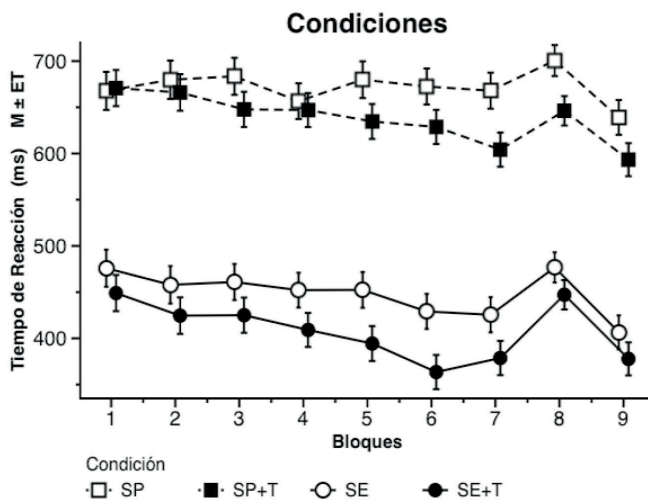 Condiciones
Tiempo de Reacción (ms) M ± ET
700
600
500
400
1 2 3 4 5 6 7 8 9
Bloques
Condición
SP SP+T SE SE+T